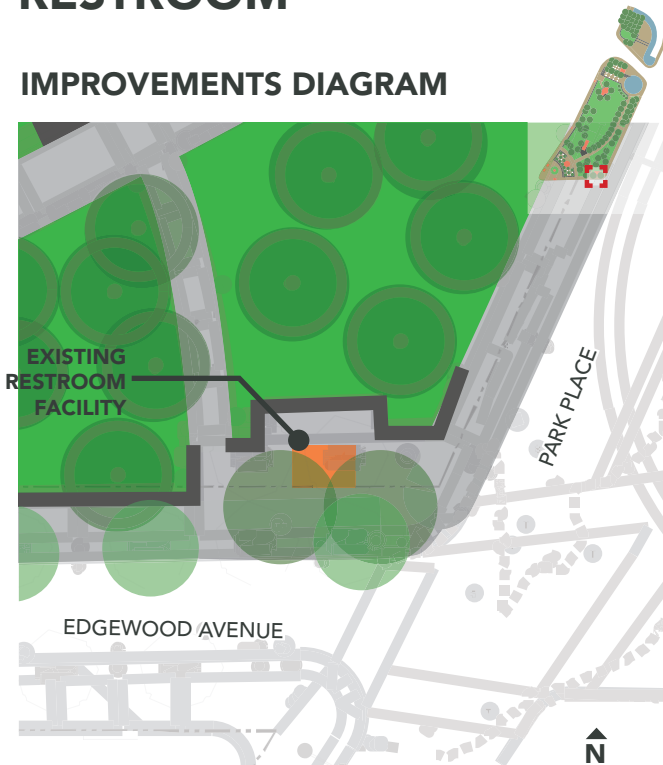 RESTROOM
IMPROVEMENTS DIAGRAM
EXISTING
RESTROOM
FACILITY
PARK PLACE
EDGEWOOD AVENUE
N